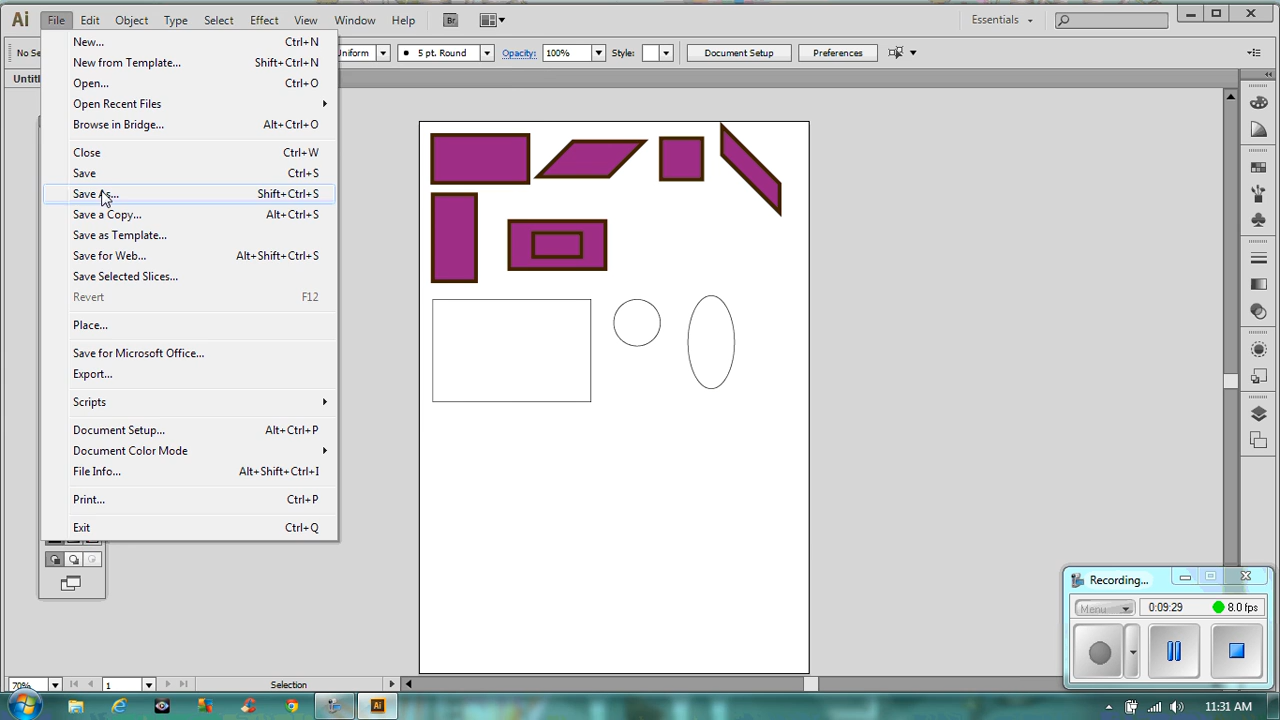 Ai File Edit Object Type Select Effect View Window Help Br Essentials
No Se Uniform 5 pt. Round Opacity: 100% Style: Document Setup Preferences
Untitl
New... Ctrl+N
New from Template... Shift+Ctrl+N
Open... Ctrl+O
Open Recent Files
Browse in Bridge... Alt+Ctrl+O
Close Ctrl+W
Save Ctrl+S
Save As... Shift+Ctrl+S
Save a Copy... Alt+Ctrl+S
Save as Template...
Save for Web... Alt+Shift+Ctrl+S
Save Selected Slices...
Revert F12
Place...
Save for Microsoft Office...
Export...
Scripts
Document Setup... Alt+Ctrl+P
Document Color Mode
File Info... Alt+Shift+Ctrl+I
Print... Ctrl+P
Exit Ctrl+Q
Recording...
Menu 0:09:29 8.0 fps
70% 1 Selection
Ai 11:31 AM